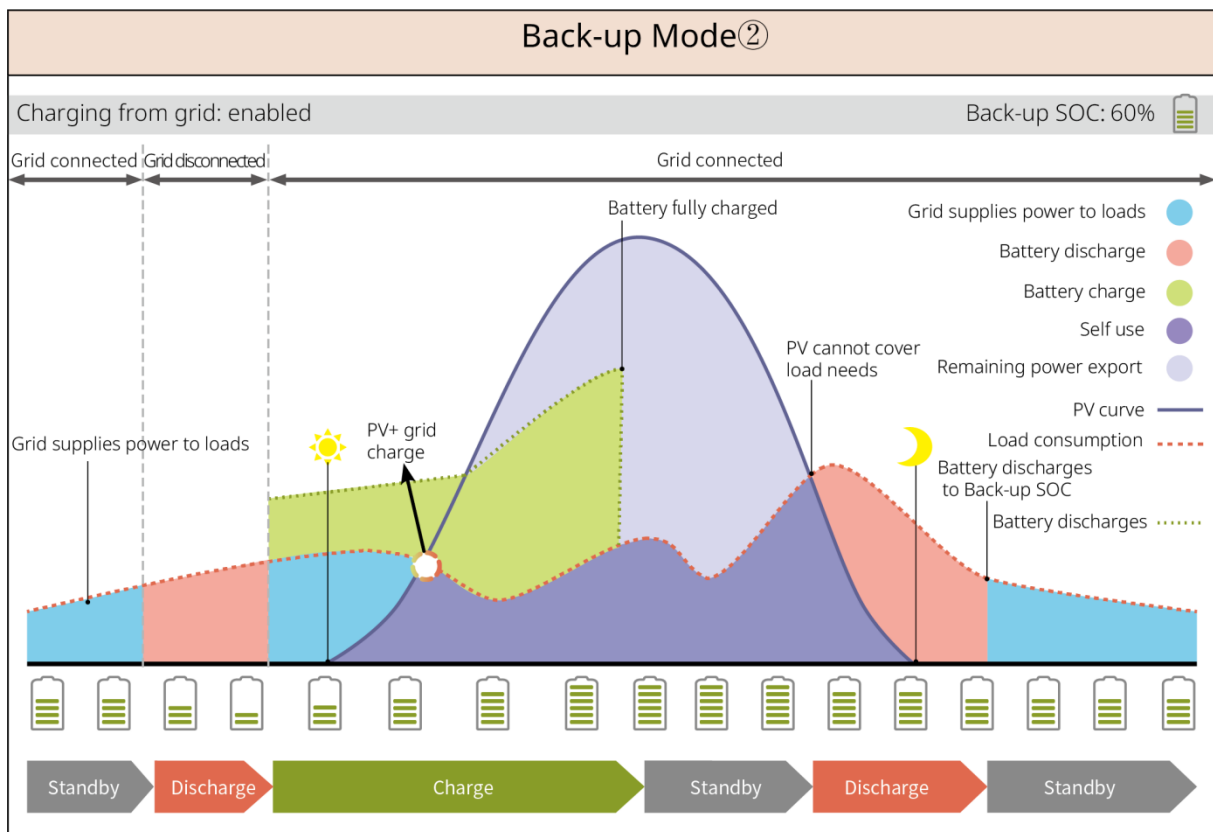 Back-up Mode②
Charging from grid: enabled
Back-up SOC: 60%
Grid connected
Grid disconnected
Grid connected
Battery fully charged
Grid supplies power to loads
Battery discharge
Battery charge
Self use
PV cannot cover
load needs
Remaining power export
PV curve
Load consumption
Grid supplies power to loads
PV+ grid
charge
Battery discharges
to Back-up SOC
Battery discharges
Standby
Discharge
Charge
Standby
Discharge
Standby